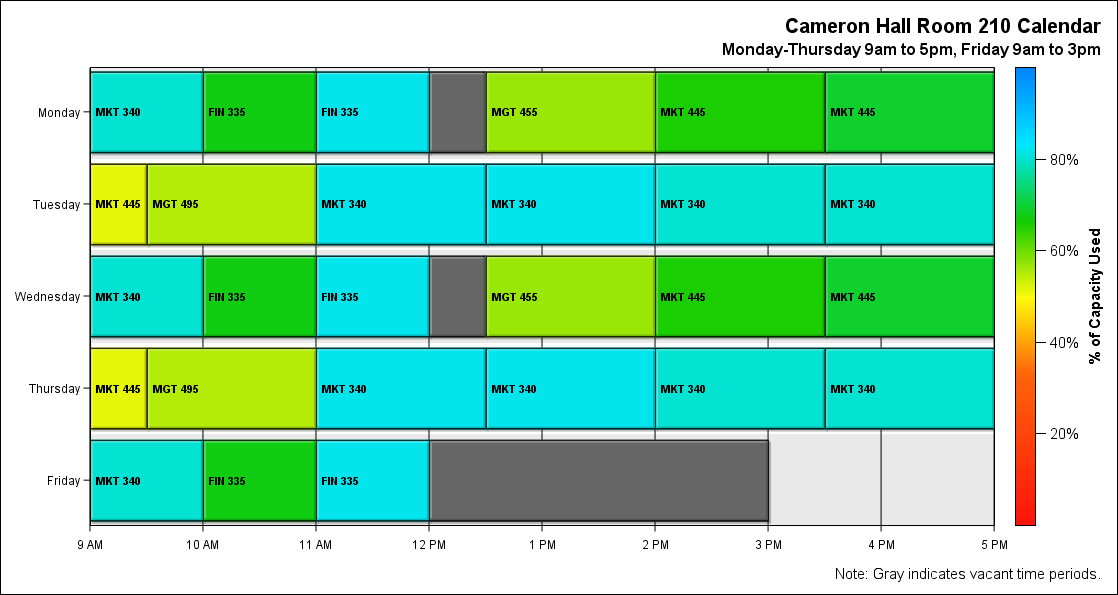 Cameron Hall Room 210 Calendar
Monday-Thursday 9am to 5pm, Friday 9am to 3pm
Monday MKT 340 FIN 335 FIN 335 MGT 455 MKT 445 MKT 445
Tuesday MKT 445 MGT 495 MKT 340 MKT 340 MKT 340 MKT 340
Wednesday MKT 340 FIN 335 FIN 335 MGT 455 MKT 445 MKT 445
Thursday MKT 445 MGT 495 MKT 340 MKT 340 MKT 340 MKT 340
Friday MKT 340 FIN 335 FIN 335
9 AM 10 AM 11 AM 12 PM 1 PM 2 PM 3 PM 4 PM 5 PM
80%
60%
40%
20%
% of Capacity Used
Note: Gray indicates vacant time periods.